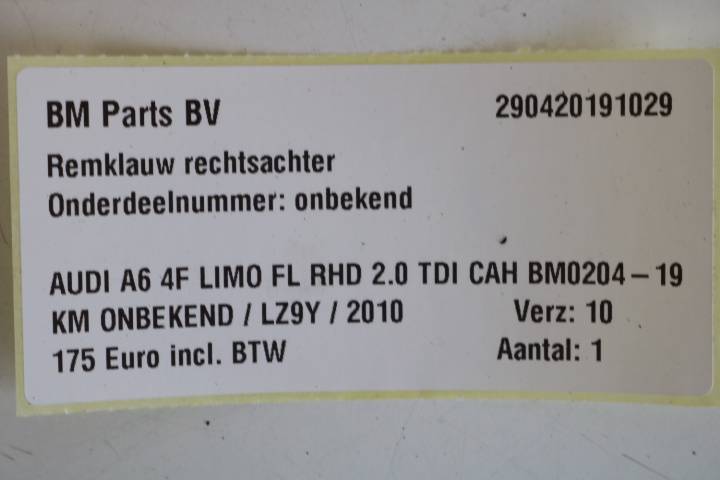 BM Parts BV 290420191029
Remklauw rechtsachter
Onderdeelnummer: onbekend
AUDI A6 4F LIMO FL RHD 2.0 TDI CAH BM0204-19
KM ONBEKEND / LZ9Y / 2010 Verz: 10
175 Euro incl. BTW Aantal: 1